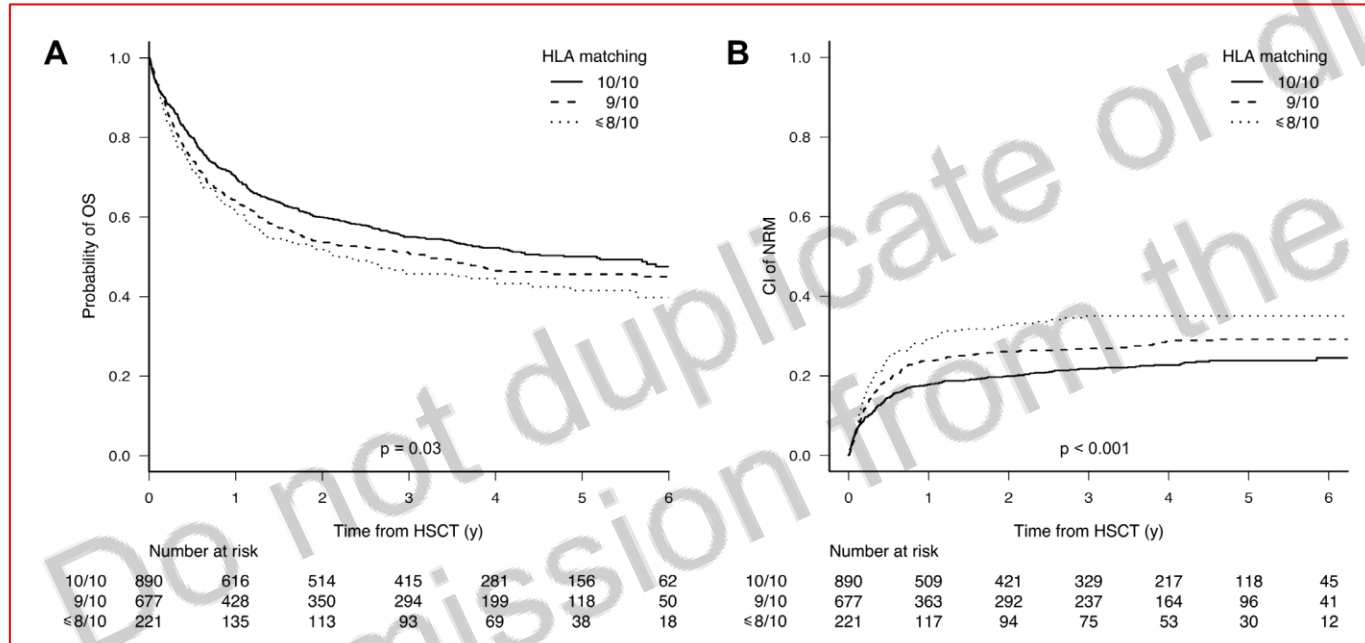 A
HLA matching
10/10
9/10
≤8/10
1.0
0.8
0.6
0.4
0.2
0.0
Probability of OS
p = 0.03
0 1 2 3 4 5 6
Time from HSCT (y)
Number at risk
10/10 890 616 514 415 281 156 62
9/10 677 428 350 294 199 118 50
≤8/10 221 135 113 93 69 38 18
B
HLA matching
10/10
9/10
≤8/10
1.0
0.8
0.6
0.4
0.2
0.0
CI of NRM
p < 0.001
0 1 2 3 4 5 6
Time from HSCT (y)
Number at risk
10/10 890 509 421 329 217 118 45
9/10 677 363 292 237 164 96 41
≤8/10 221 117 94 75 53 30 12
Do not duplicate or di
mission from the